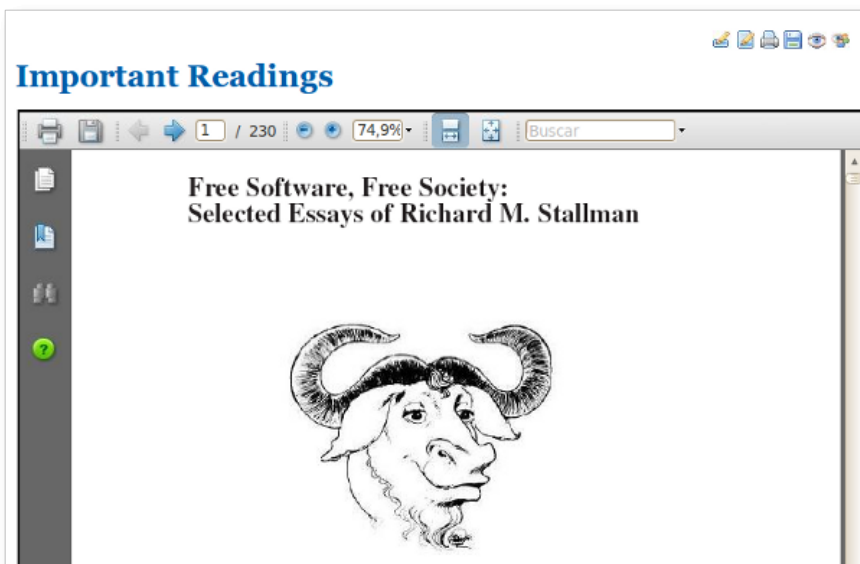 Important Readings
1 / 230 74,9% Buscar
Free Software, Free Society:
Selected Essays of Richard M. Stallman
?